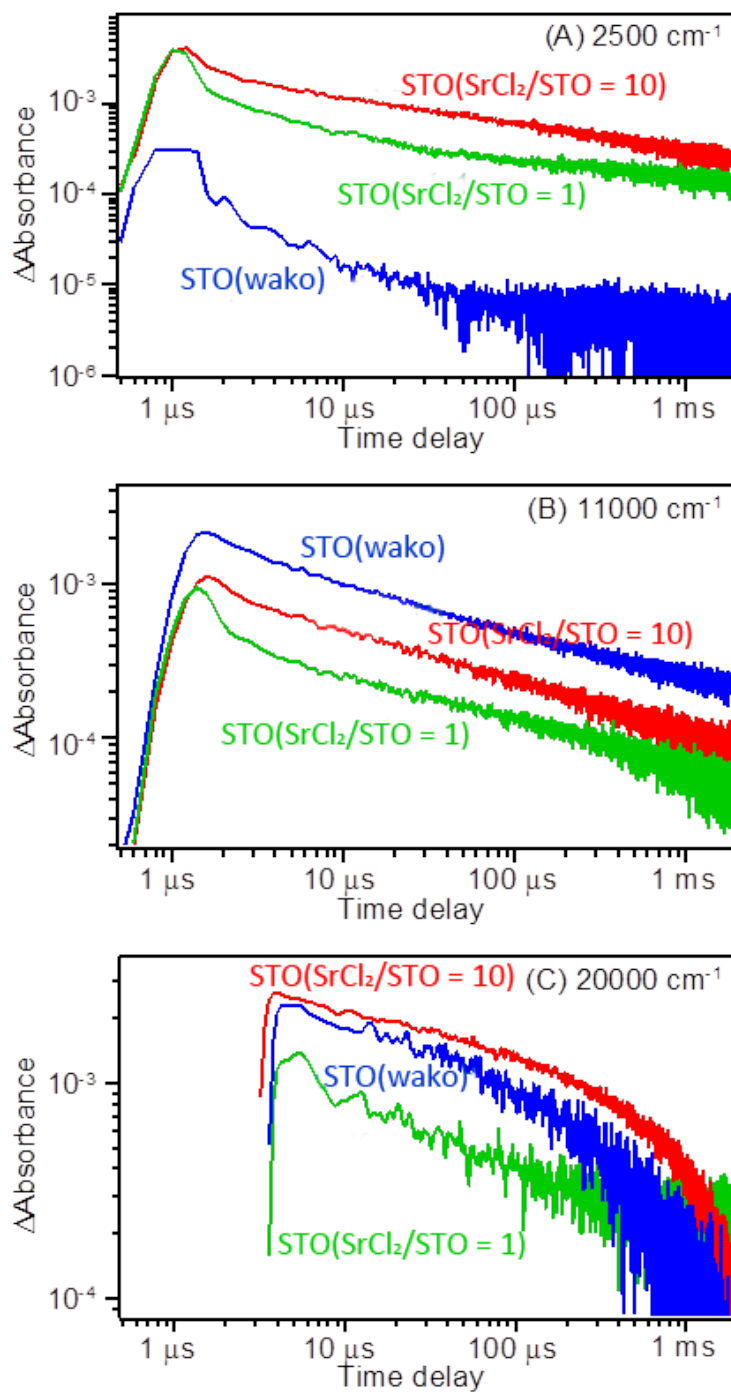 (A) 2500 cm⁻¹
STO(SrCl₂/STO = 10)
STO(SrCl₂/STO = 1)
STO(wako)
ΔAbsorbance
10⁻³
10⁻⁴
10⁻⁵
10⁻⁶
1 µs 10 µs 100 µs 1 ms
Time delay
(B) 11000 cm⁻¹
STO(wako)
STO(SrCl₂/STO = 10)
STO(SrCl₂/STO = 1)
ΔAbsorbance
10⁻³
10⁻⁴
1 µs 10 µs 100 µs 1 ms
Time delay
STO(SrCl₂/STO = 10) (C) 20000 cm⁻¹
STO(wako)
STO(SrCl₂/STO = 1)
ΔAbsorbance
10⁻³
10⁻⁴
1 µs 10 µs 100 µs 1 ms
Time delay